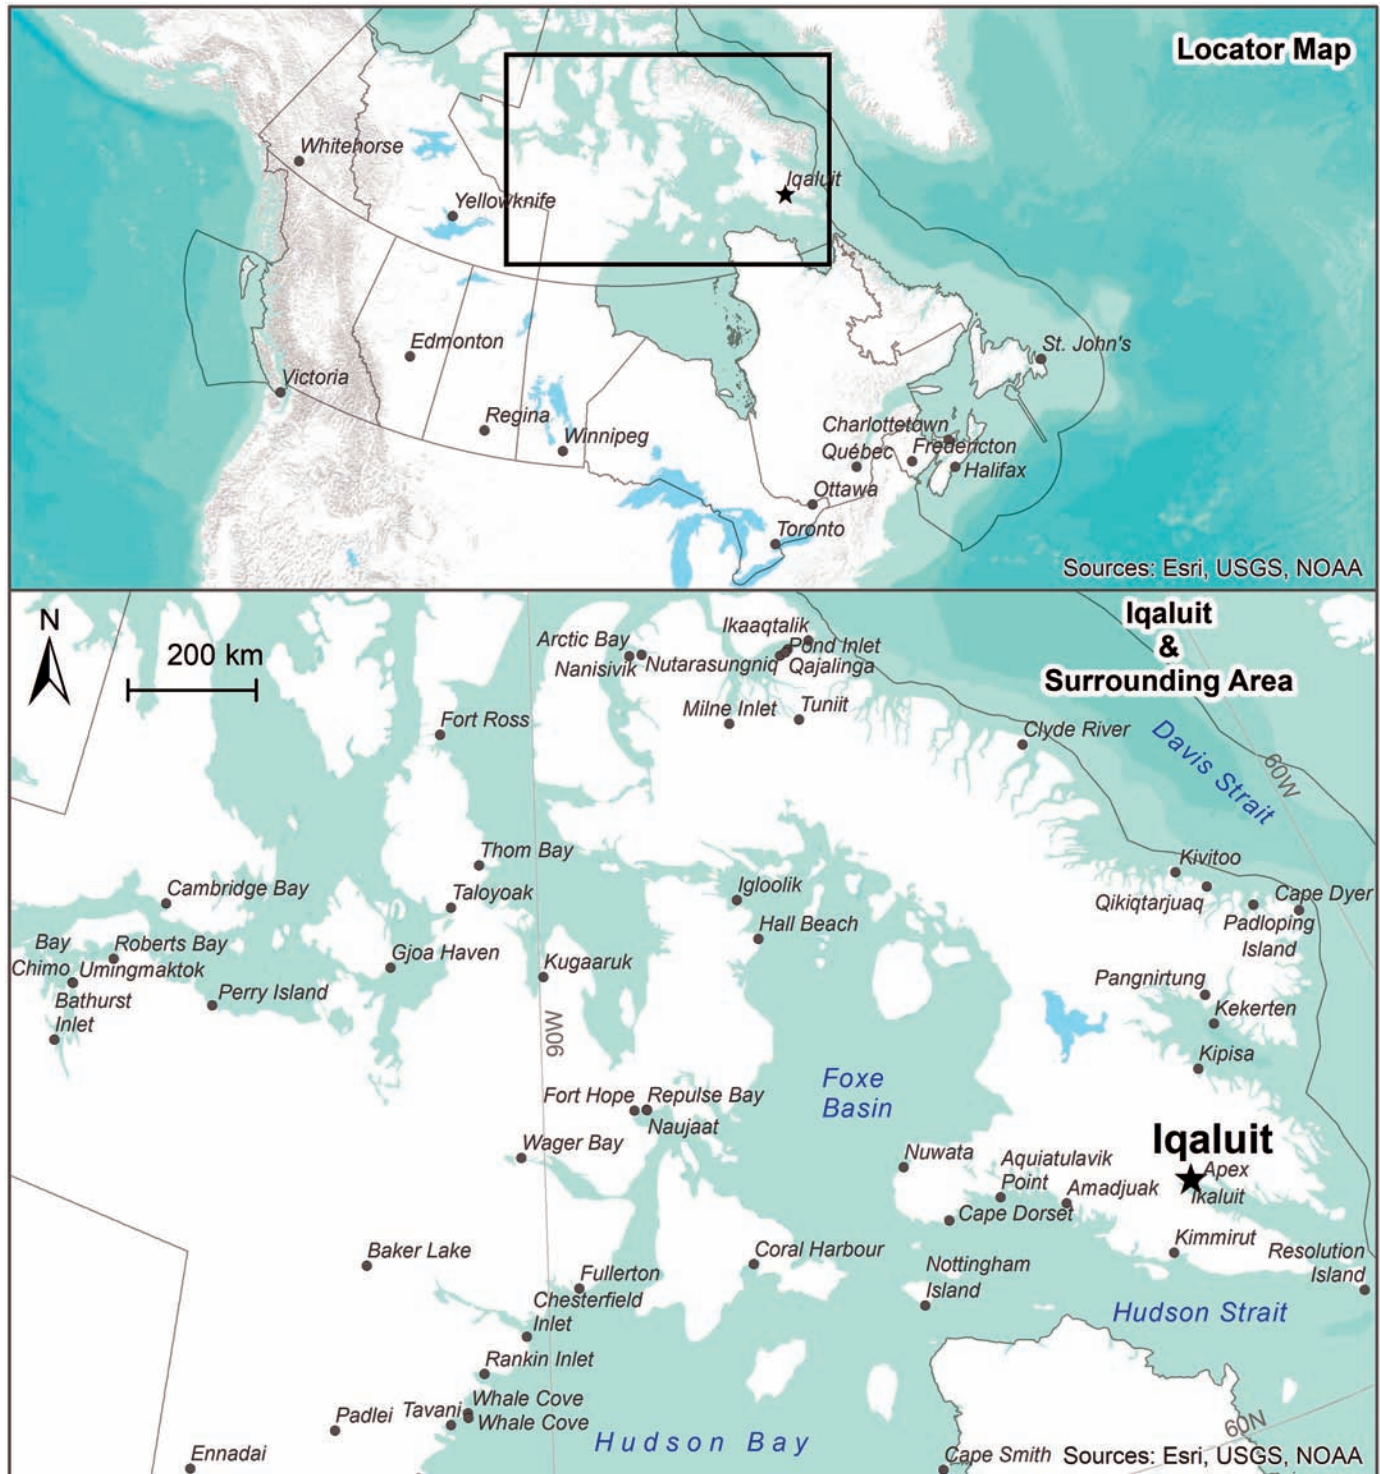 Locator Map
Whitehorse
Iqaluit
Yellowknife
Edmonton
St. John's
Victoria
Regina
Charlottetown
Winnipeg
Québec
Fredericton
Halifax
Ottawa
Toronto
Sources: Esri, USGS, NOAA
N
200 km
Iqaluit
&
Surrounding Area
Ikaaqtalik
Arctic Bay
Pond Inlet
Nanisivik
Nutarasungniq
Qajalinga
Milne Inlet
Tuniit
Fort Ross
Clyde River
Davis Strait
60W
Thom Bay
Kivitoo
Cambridge Bay
Taloyoak
Igloolik
Cape Dyer
Qikiqtarjuaq
Padloping
Island
Hall Beach
Bay
Chimo
Roberts Bay
Umingmaktok
Gjoa Haven
Kugaaruk
Pangnirtung
Bathurst
Inlet
Perry Island
Kekerten
90W
Kipisa
Foxe
Basin
Fort Hope
Repulse Bay
Naujaat
Wager Bay
Iqaluit
Nuwata
Aquiatulavik
Point
Amadjuak
Apex
Ikaluit
Cape Dorset
Baker Lake
Coral Harbour
Kimmirut
Resolution
Island
Fullerton
Nottingham
Island
Chesterfield
Inlet
Hudson Strait
Rankin Inlet
Whale Cove
Tavani
Whale Cove
Padlei
Hudson Bay
60N
Ennadai
Cape Smith
Sources: Esri, USGS, NOAA